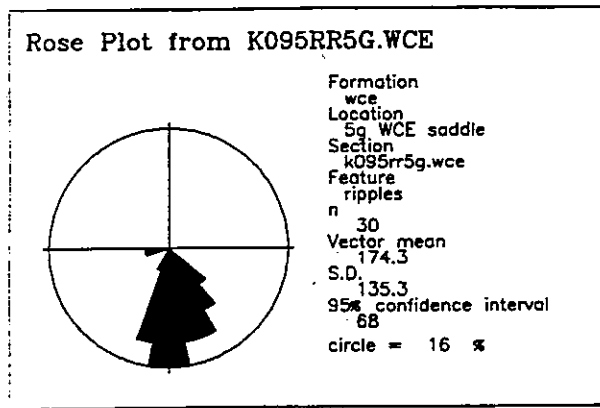 Rose Plot from K095RR5G.WCE
Formation
wce
Location
5g WCE saddle
Section
k095rr5g.wce
Feature
ripples
n
30
Vector mean
174.3
S.D.
135.3
95% confidence interval
68
circle = 16 %